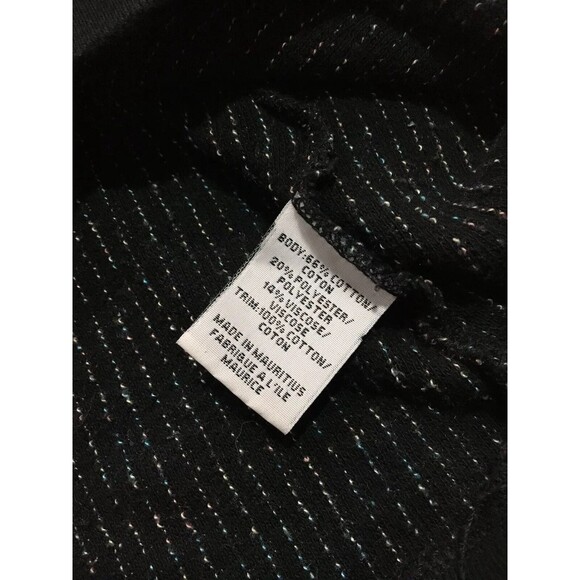 BODY:66% COTTON/
COTON
20% POLYESTER/
POLYESTER
14% VISCOSE/
VISCOSE
TRIM:100% COTTON/
COTON
MADE IN MAURITIUS
FABRIQUE A L'ILE
MAURICE